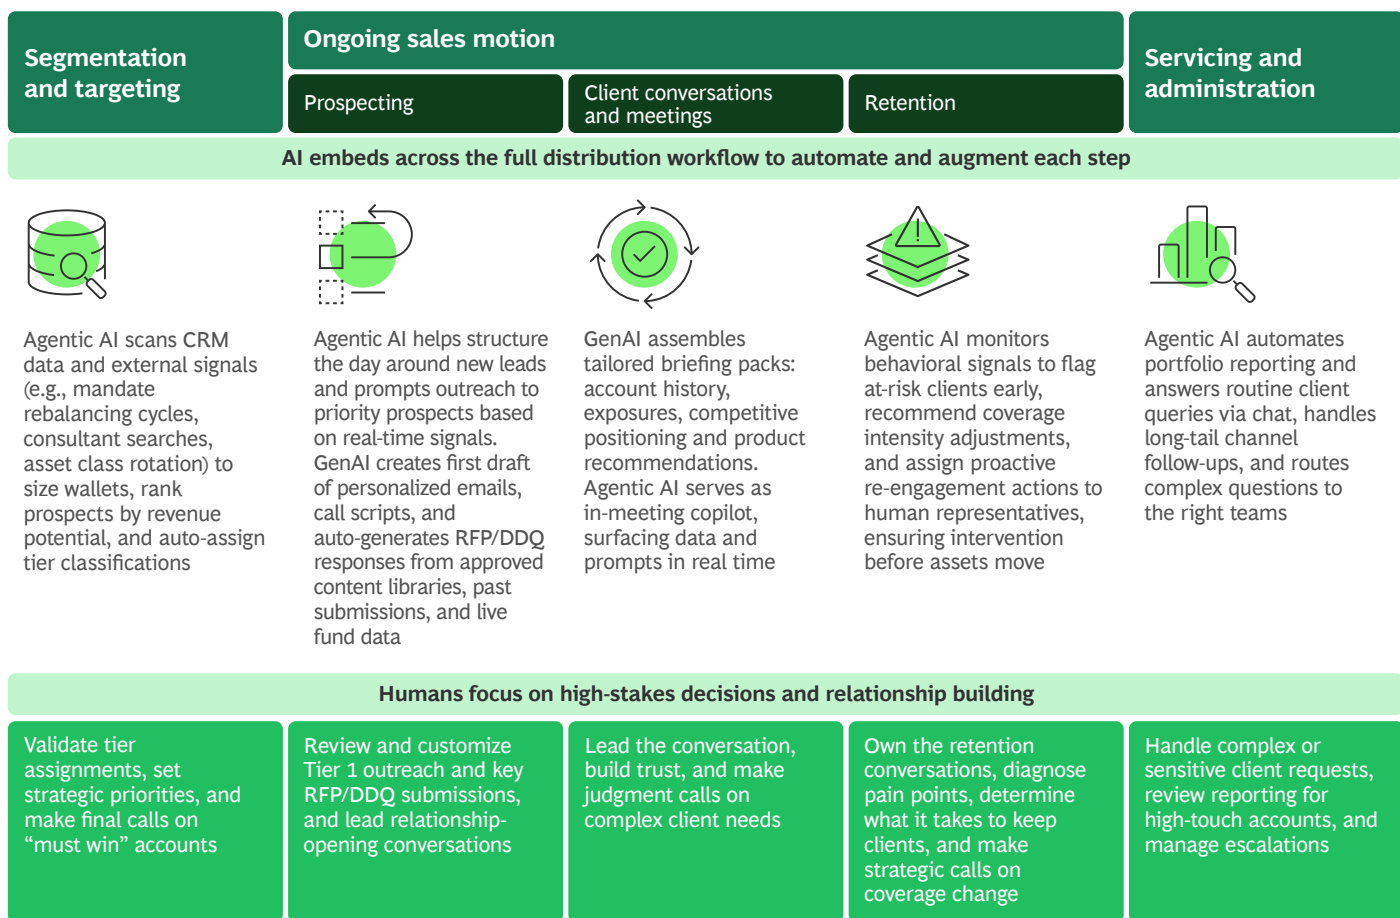 Segmentation
and targeting
Ongoing sales motion
Prospecting
Client conversations
and meetings
Retention
Servicing and
administration
AI embeds across the full distribution workflow to automate and augment each step
Agentic AI scans CRM
data and external signals
(e.g., mandate
rebalancing cycles,
consultant searches,
asset class rotation) to
size wallets, rank
prospects by revenue
potential, and auto-assign
tier classifications
Agentic AI helps structure
the day around new leads
and prompts outreach to
priority prospects based
on real-time signals.
GenAI creates first draft
of personalized emails,
call scripts, and
auto-generates RFP/DDQ
responses from approved
content libraries, past
submissions, and live
fund data
GenAI assembles
tailored briefing packs:
account history,
exposures, competitive
positioning and product
recommendations.
Agentic AI serves as
in-meeting copilot,
surfacing data and
prompts in real time
Agentic AI monitors
behavioral signals to flag
at-risk clients early,
recommend coverage
intensity adjustments,
and assign proactive
re-engagement actions to
human representatives,
ensuring intervention
before assets move
Agentic AI automates
portfolio reporting and
answers routine client
queries via chat, handles
long-tail channel
follow-ups, and routes
complex questions to
the right teams
Humans focus on high-stakes decisions and relationship building
Validate tier
assignments, set
strategic priorities, and
make final calls on
“must win” accounts
Review and customize
Tier 1 outreach and key
RFP/DDQ submissions,
and lead relationship-
opening conversations
Lead the conversation,
build trust, and make
judgment calls on
complex client needs
Own the retention
conversations, diagnose
pain points, determine
what it takes to keep
clients, and make
strategic calls on
coverage change
Handle complex or
sensitive client requests,
review reporting for
high-touch accounts, and
manage escalations